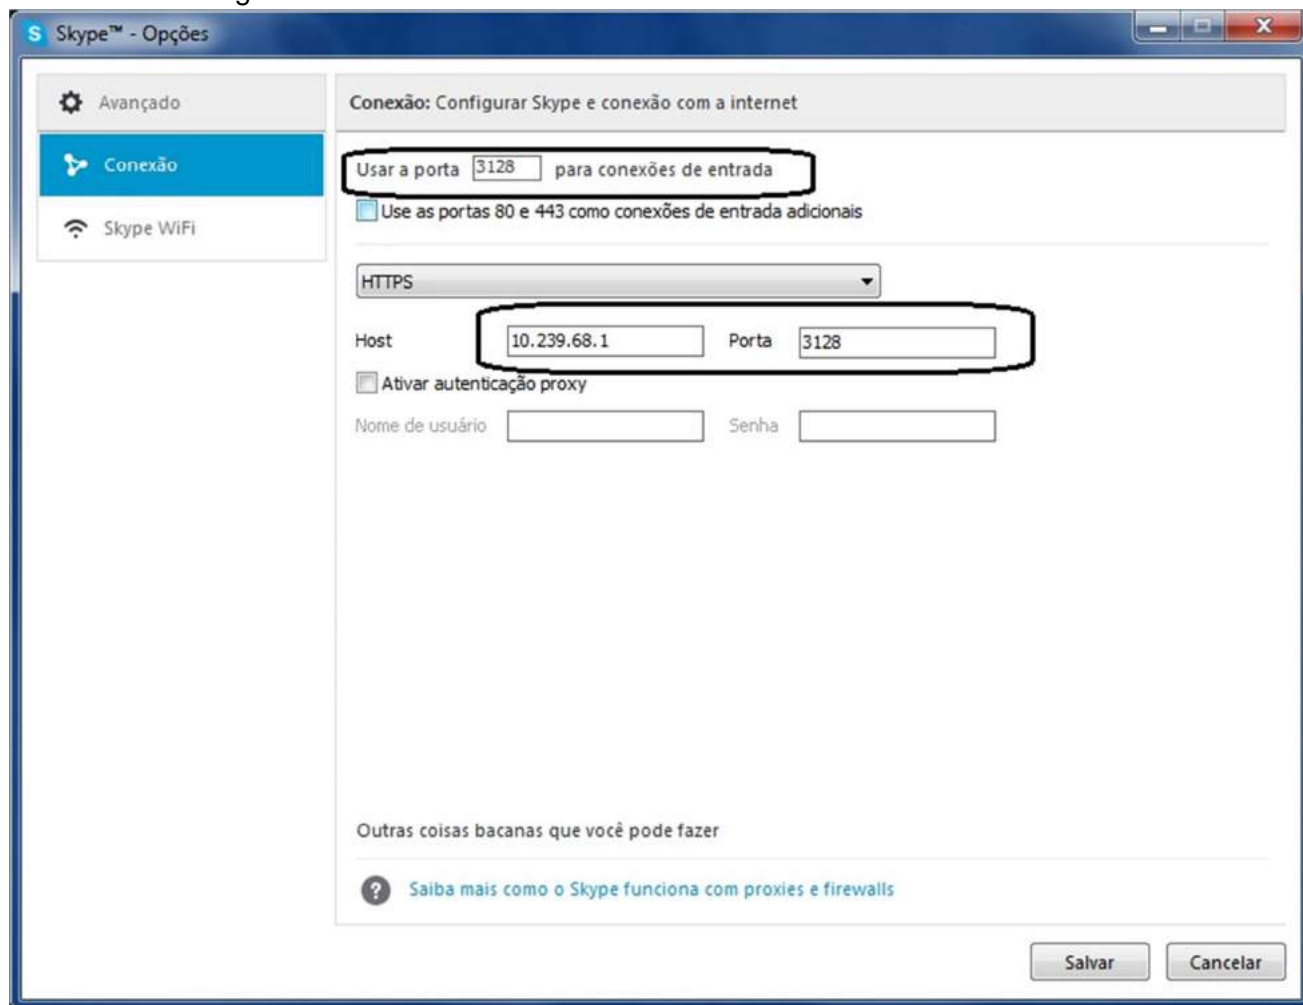 Skype™ - Opções
Avançado
Conexão: Configurar Skype e conexão com a internet
Conexão
Usar a porta 3128 para conexões de entrada
Use as portas 80 e 443 como conexões de entrada adicionais
Skype WiFi
HTTPS
Host 10.239.68.1 Porta 3128
Ativar autenticação proxy
Nome de usuário Senha
Outras coisas bacanas que você pode fazer
? Saiba mais como o Skype funciona com proxies e firewalls
Salvar Cancelar